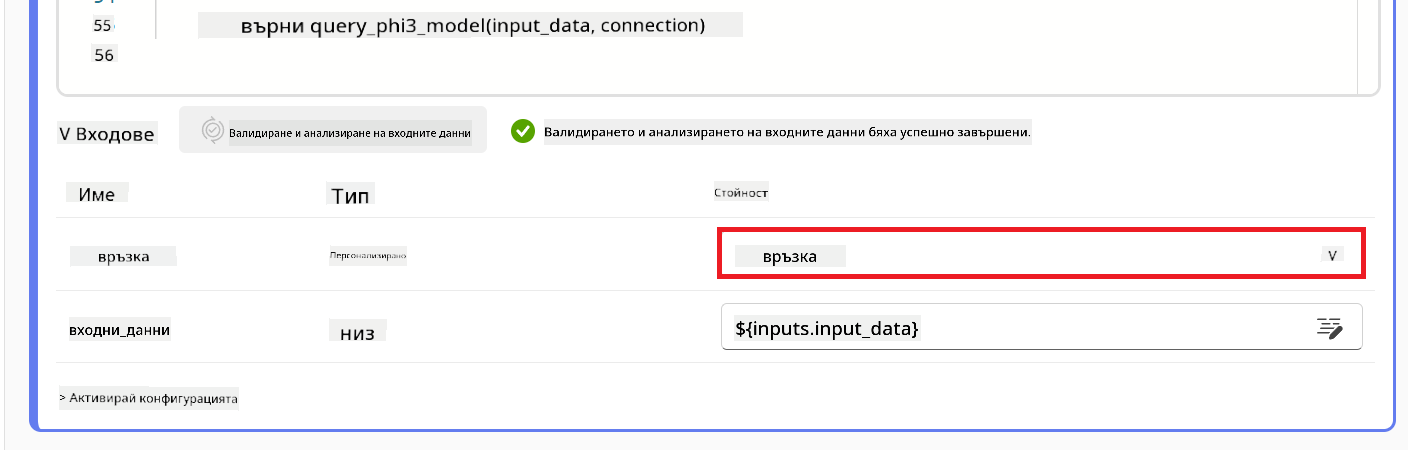 55
върни query_phi3_model(input_data, connection)
56
V Входове
Валидиране и анализиране на входните данни
Валидирането и анализирането на входните данни бяха успешно завършени.
Име Тип Стойност
връзка Персонализирано връзка V
входни_данни низ ${inputs.input_data}
> Активирай конфигурацията